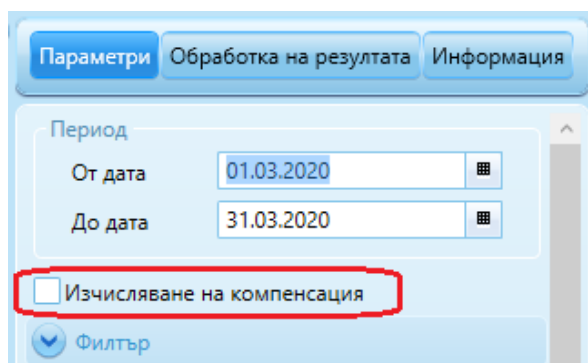 Параметри Обработка на резултата Информация
Период
От дата 01.03.2020
До дата 31.03.2020
Изчисляване на компенсация
Филтър